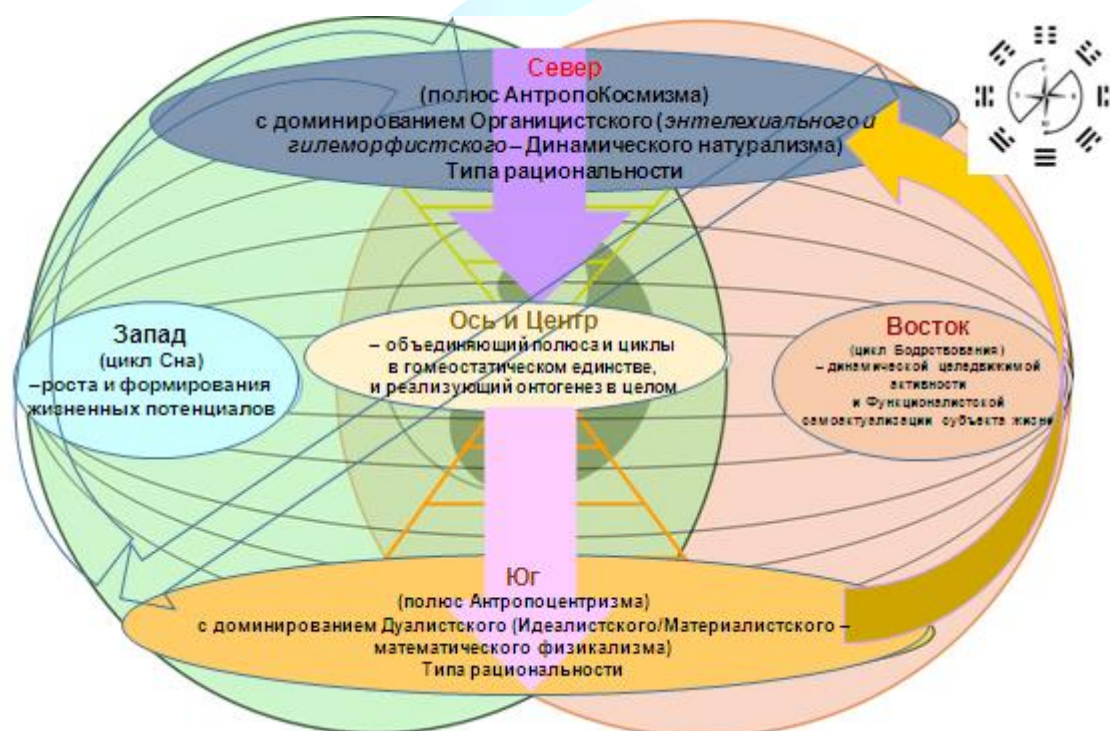 Север
(полюс АнтропоКосмизма)
с доминированием Органицистского (энтелехиального и
гилеморфистского – Динамического натурализма)
Типа рациональности
Запад
(цикл Сна)
–роста и формирования
жизненных потенциалов
Ось и Центр
– объединяющий полюса и циклы
в гомеостатическом единстве,
и реализующий онтогенез в целом
Восток
(цикл Бодрствования)
– динамической целедвижимой
активности
и Функционалистской
самоактуализации субъекта жизни
Юг
(полюс Антропоцентризма)
с доминированием Дуалистского (Идеалистского/Материалистского –
математического физикализма)
Типа рациональности